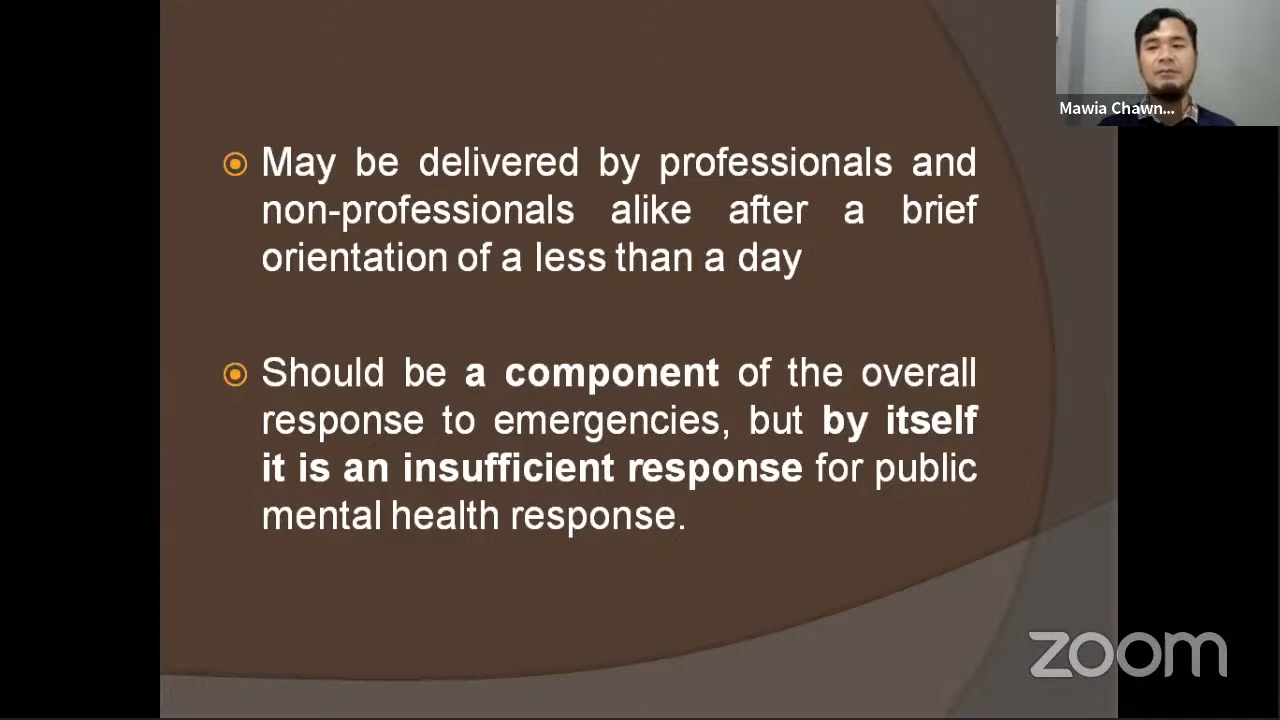 May be delivered by professionals and
non-professionals alike after a brief
orientation of a less than a day
Should be a component of the overall
response to emergencies, but by itself
it is an insufficient response for public
mental health response.
Mawia Chawn...
zoom